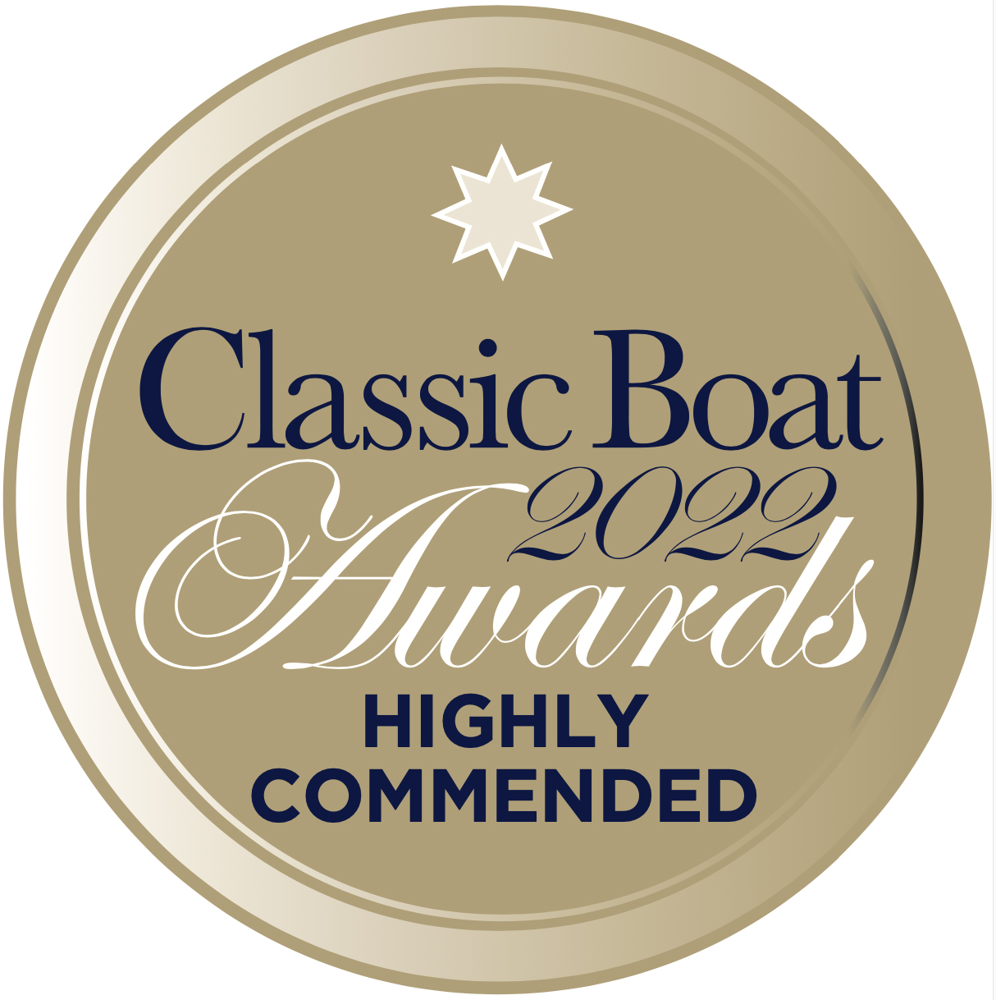 Classic Boat
2022
Awards
HIGHLY
COMMENDED